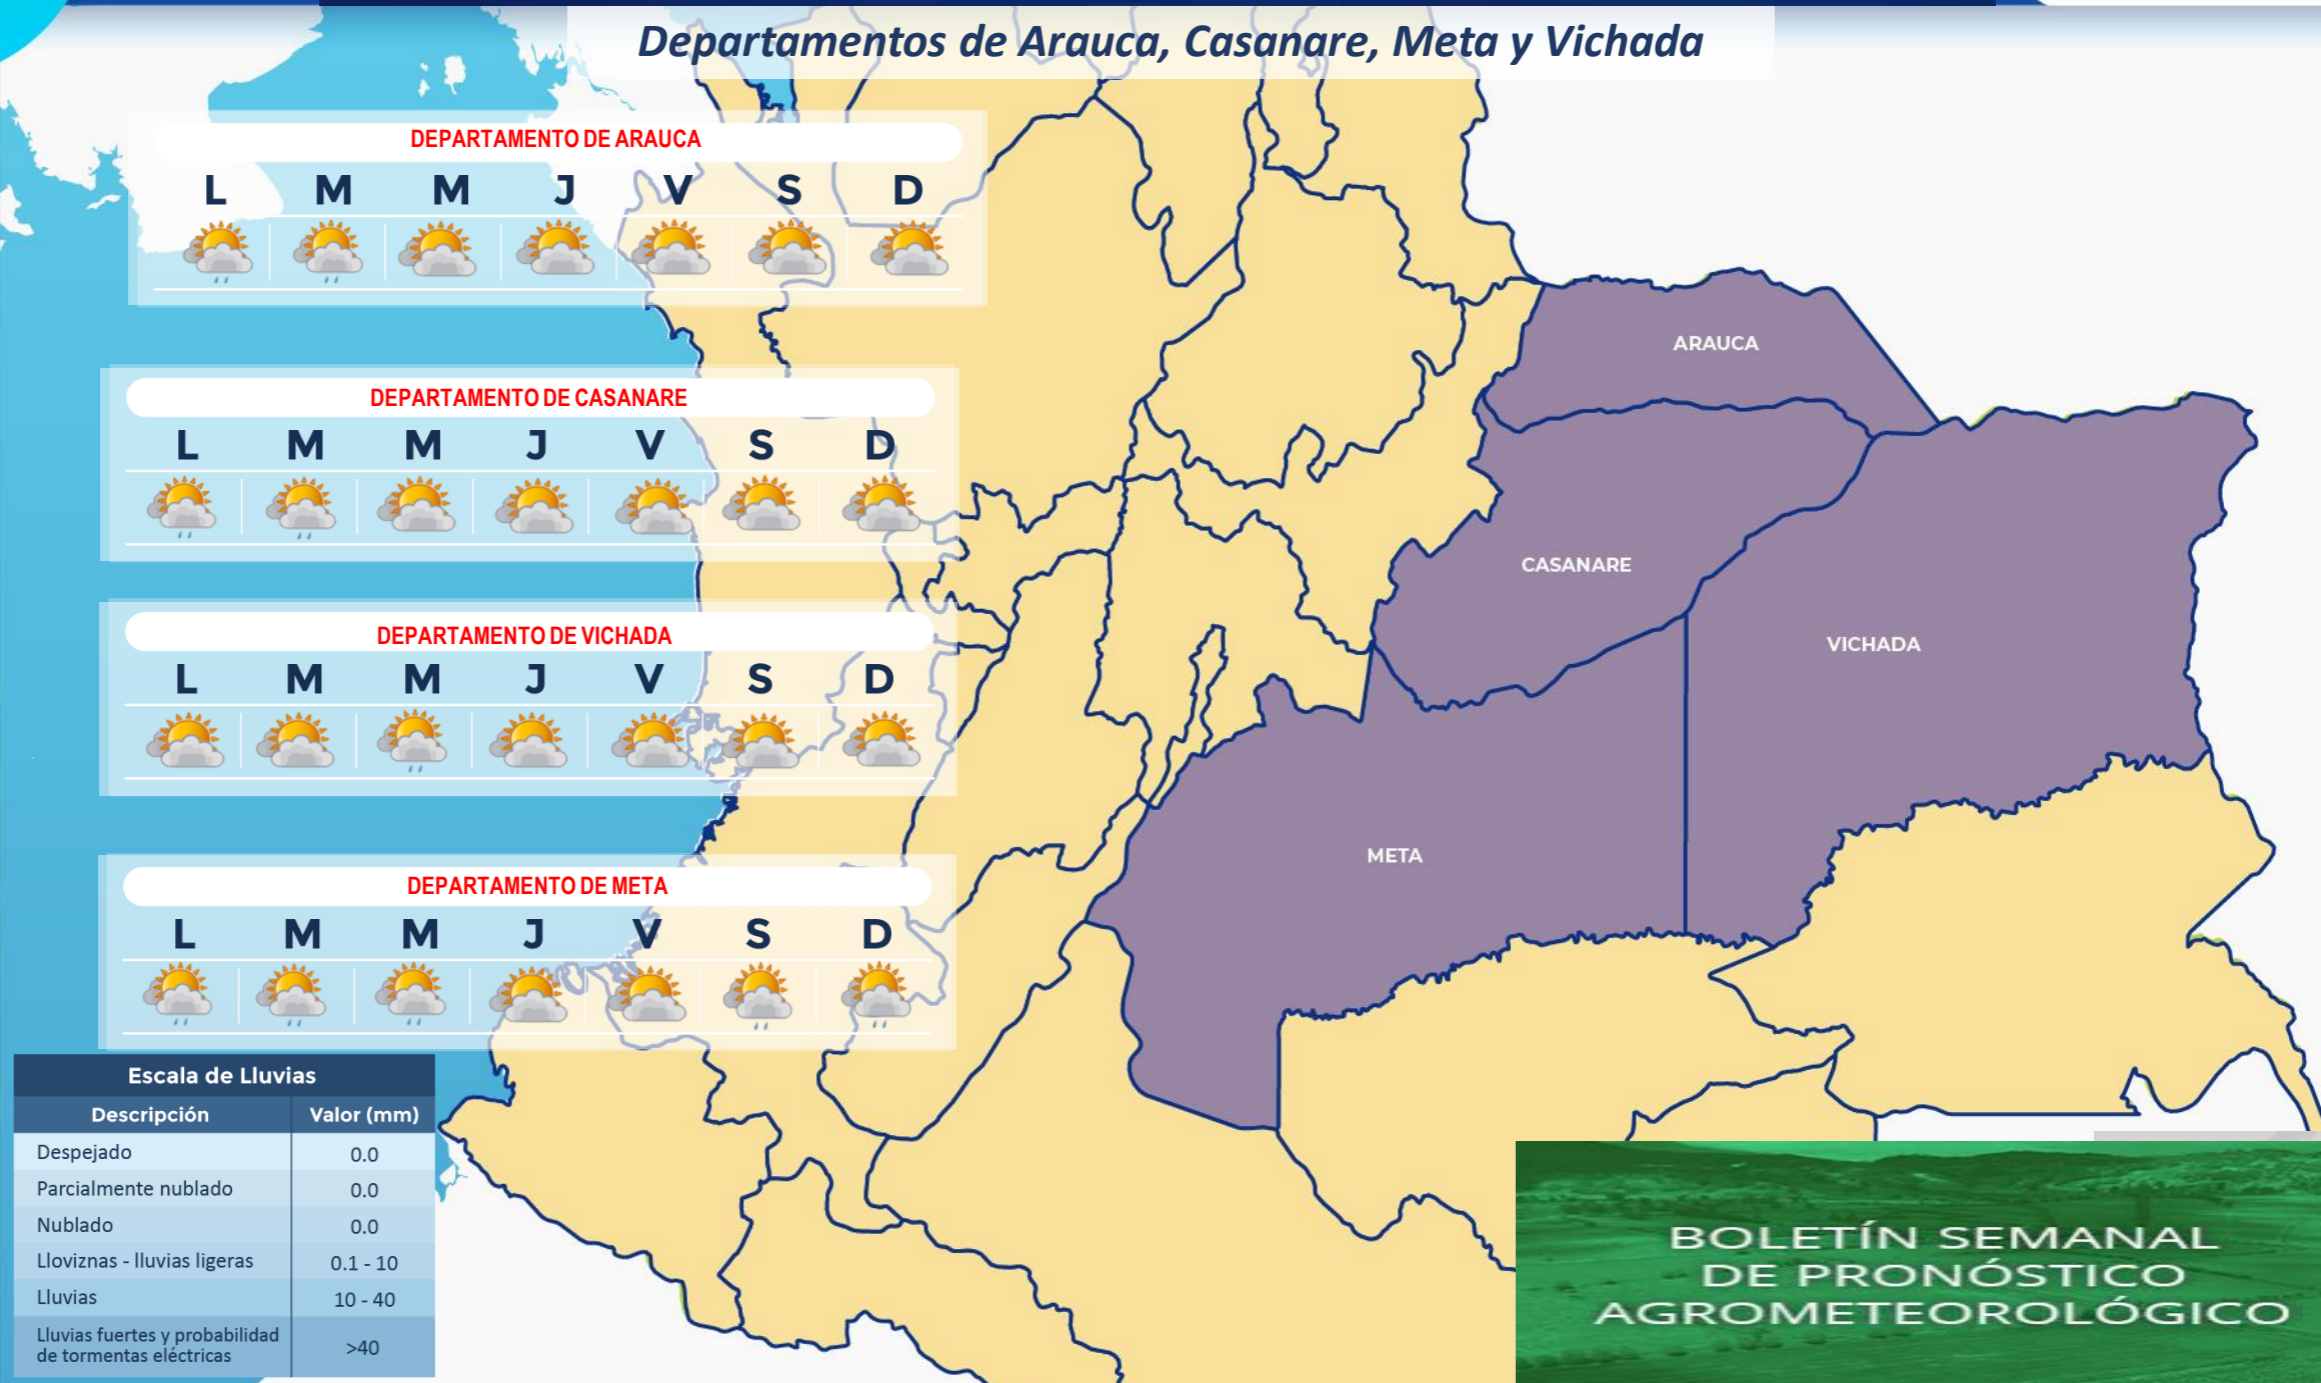 Departamentos de Arauca, Casanare, Meta y Vichada
DEPARTAMENTO DE ARAUCA
L M M J V S D
DEPARTAMENTO DE CASANARE
L M M J V S D
DEPARTAMENTO DE VICHADA
L M M J V S D
DEPARTAMENTO DE META
L M M J V S D
ARAUCA
CASANARE
VICHADA
META
Escala de Lluvias
Descripción Valor (mm)
Despejado 0.0
Parcialmente nublado 0.0
Nublado 0.0
Lloviznas - lluvias ligeras 0.1 - 10
Lluvias 10 - 40
Lluvias fuertes y probabilidad
de tormentas eléctricas >40
BOLETÍN SEMANAL
DE PRONÓSTICO
AGROMETEOROLÓGICO